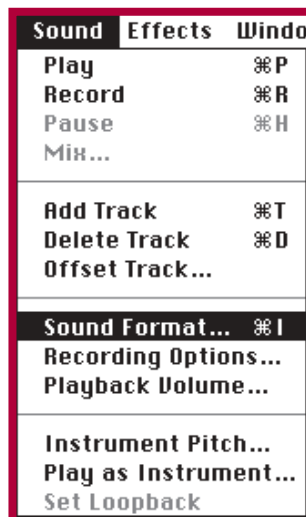 Sound Effects Windo
Play ⌘P
Record ⌘R
Pause ⌘H
Mix...
Add Track ⌘T
Delete Track ⌘D
Offset Track...
Sound Format... ⌘I
Recording Options...
Playback Volume...
Instrument Pitch...
Play as Instrument...
Set Loopback